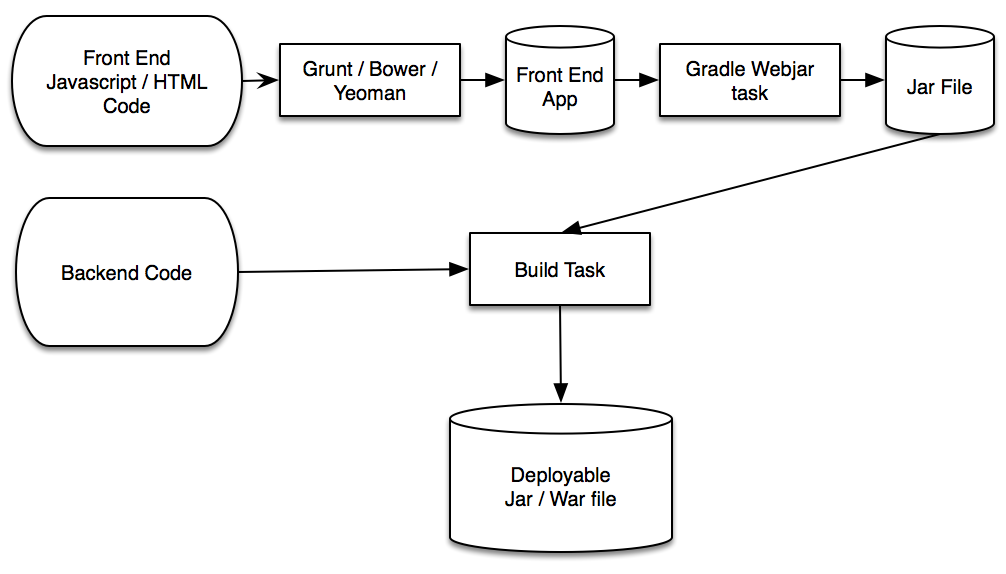 Front End
Javascript / HTML
Code
Grunt / Bower /
Yeoman
Front End
App
Gradle Webjar
task
Jar File
Backend Code
Build Task
Deployable
Jar / War file